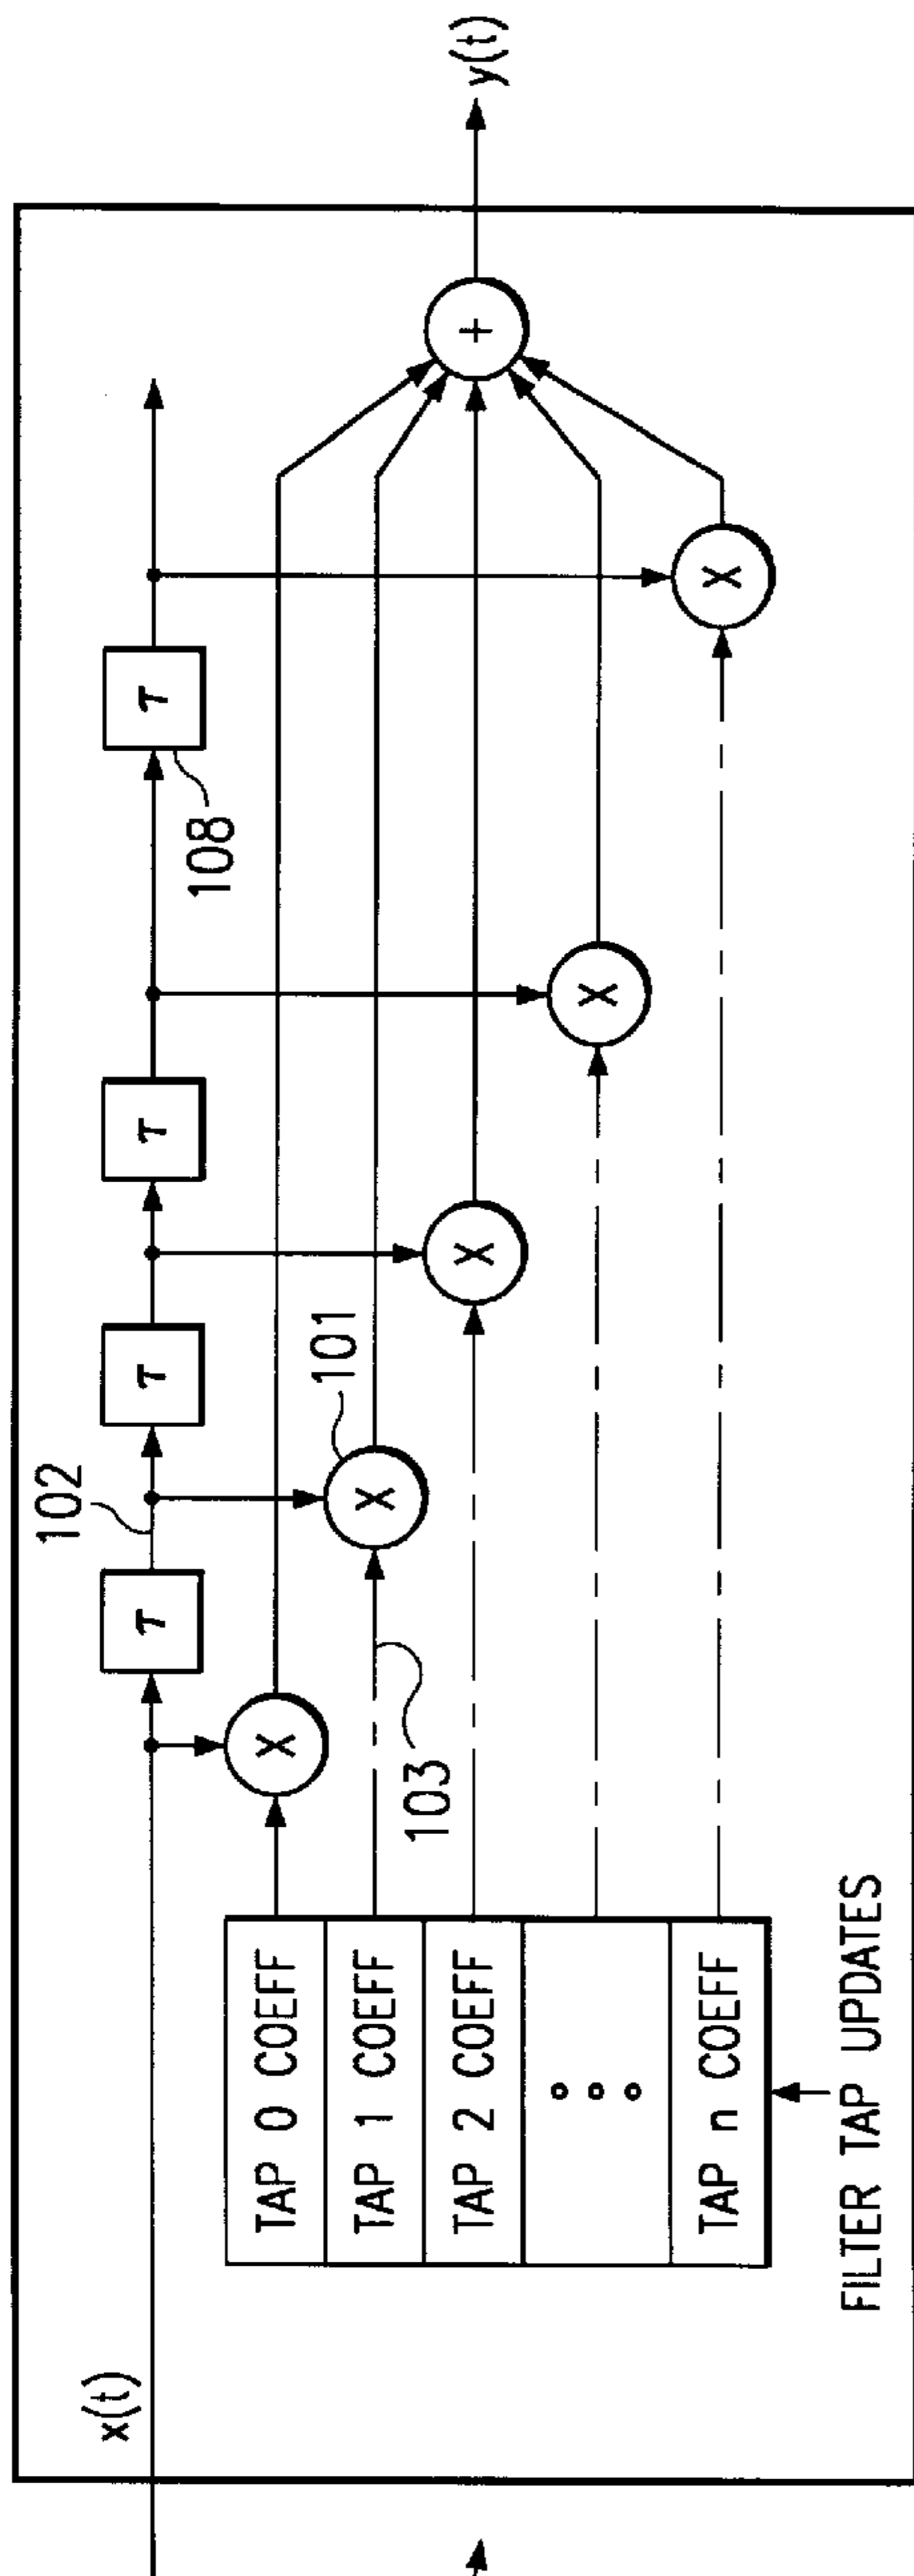 x(t)
τ
102
τ
τ
τ
108
TAP 0 COEFF
X
TAP 1 COEFF
103
X
101
TAP 2 COEFF
X
+
y(t)
X
TAP n COEFF
X
FILTER TAP UPDATES